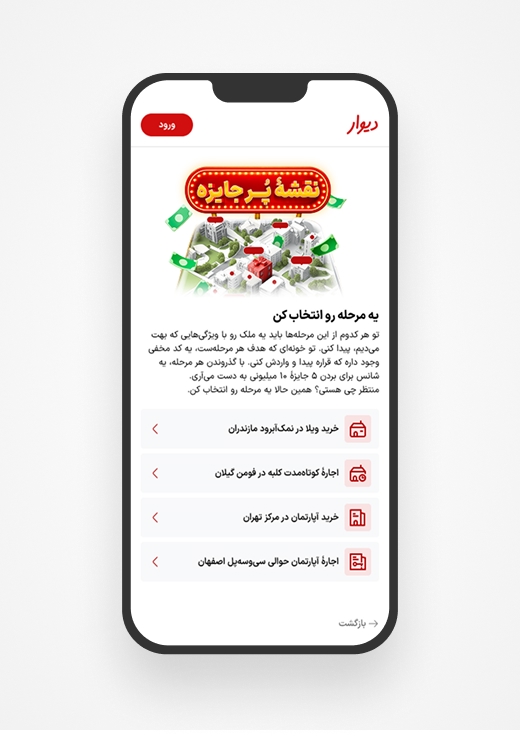 دیوار
ورود
نقشهٔ پُر جایزه
یه مرحله رو انتخاب کن
تو هر کدوم از این مرحله‌ها باید یه ملک رو با ویژگی‌هایی که بهت
می‌دیم، پیدا کنی. تو خونه‌ای که هدف هر مرحله‌ست، یه کد مخفی
وجود داره که قراره پیدا و واردش کنی. با گذروندن هر مرحله، یه
شانس برای بردن ۵ جایزهٔ ۱۰ میلیونی به دست می‌آری.
منتظر چی هستی؟ همین حالا یه مرحله رو انتخاب کن.
خرید ویلا در نمک‌آبرود مازندران
اجارهٔ کوتاه‌مدت کلبه در فومن گیلان
خرید آپارتمان در مرکز تهران
اجارهٔ آپارتمان حوالی سی‌وسه‌پل اصفهان
بازگشت